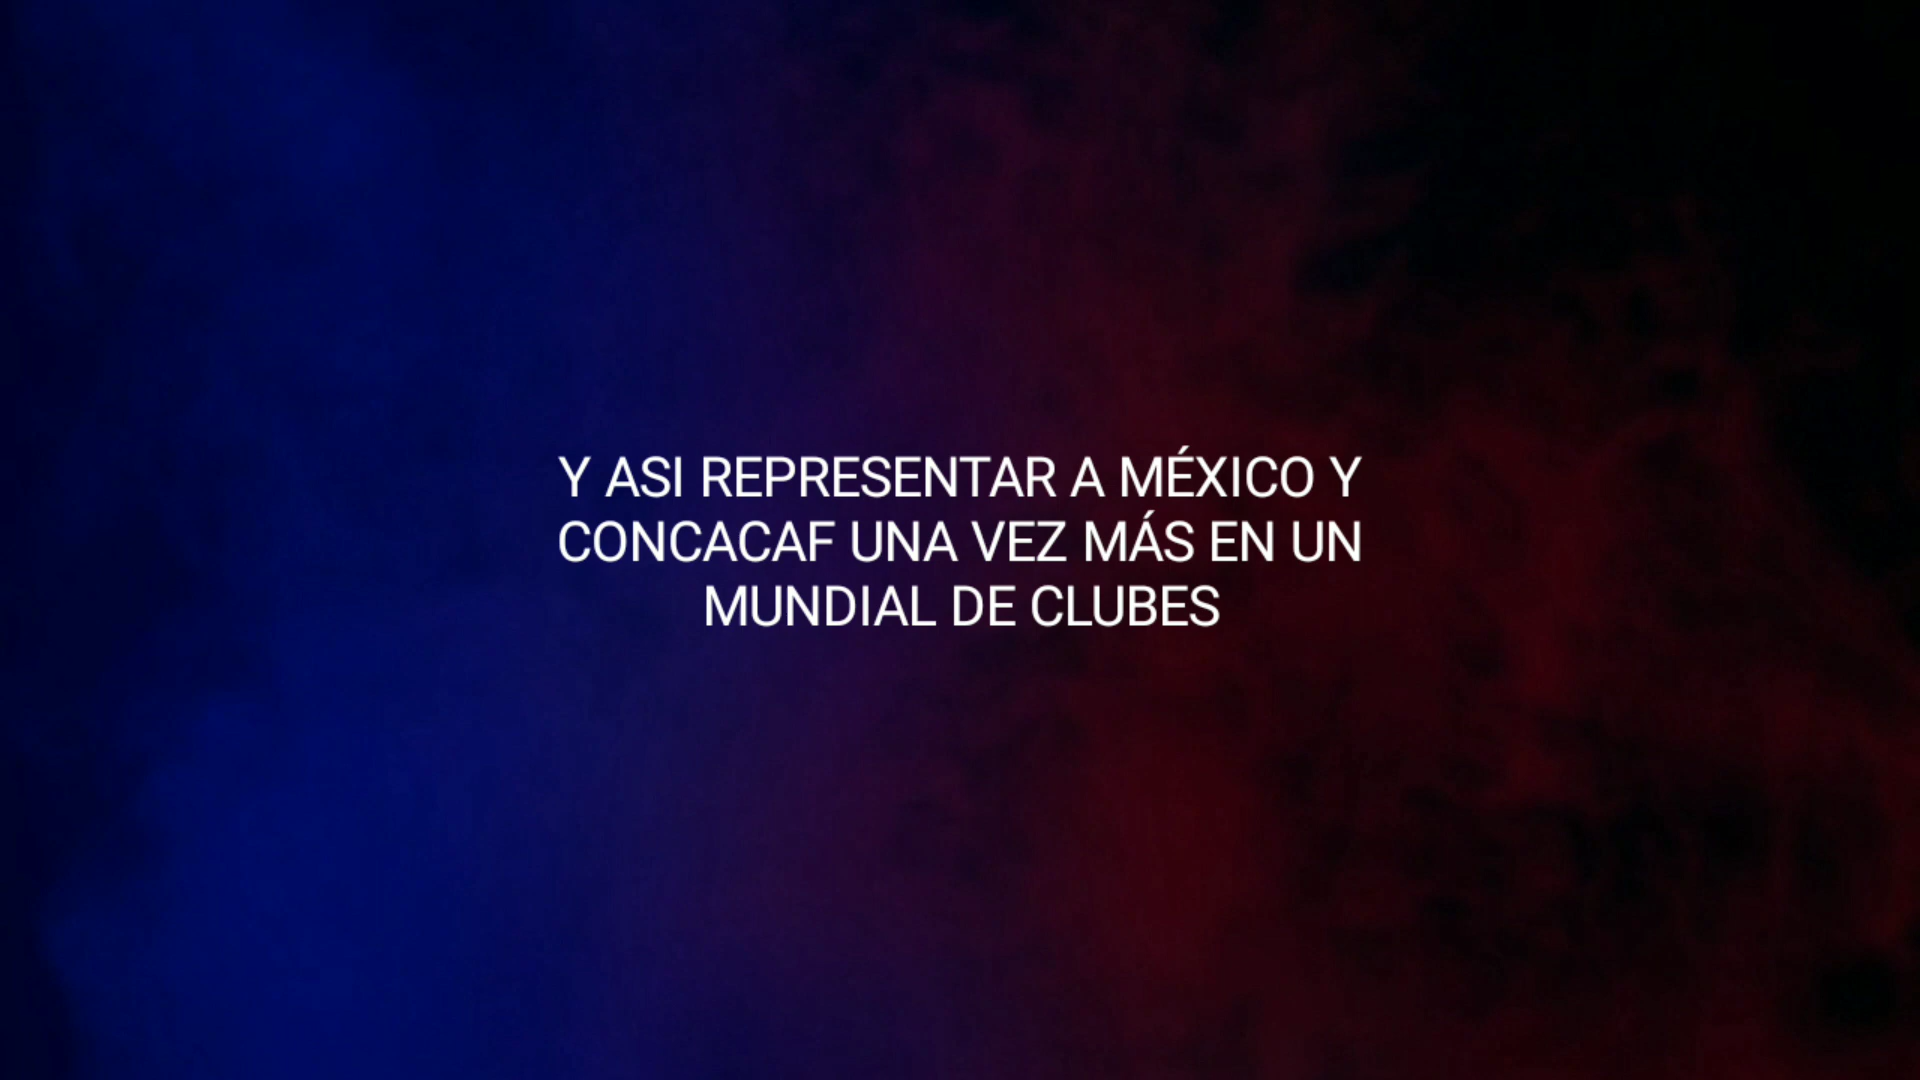 Y ASI REPRESENTAR A MÉXICO Y
CONCACAF UNA VEZ MÁS EN UN
MUNDIAL DE CLUBES